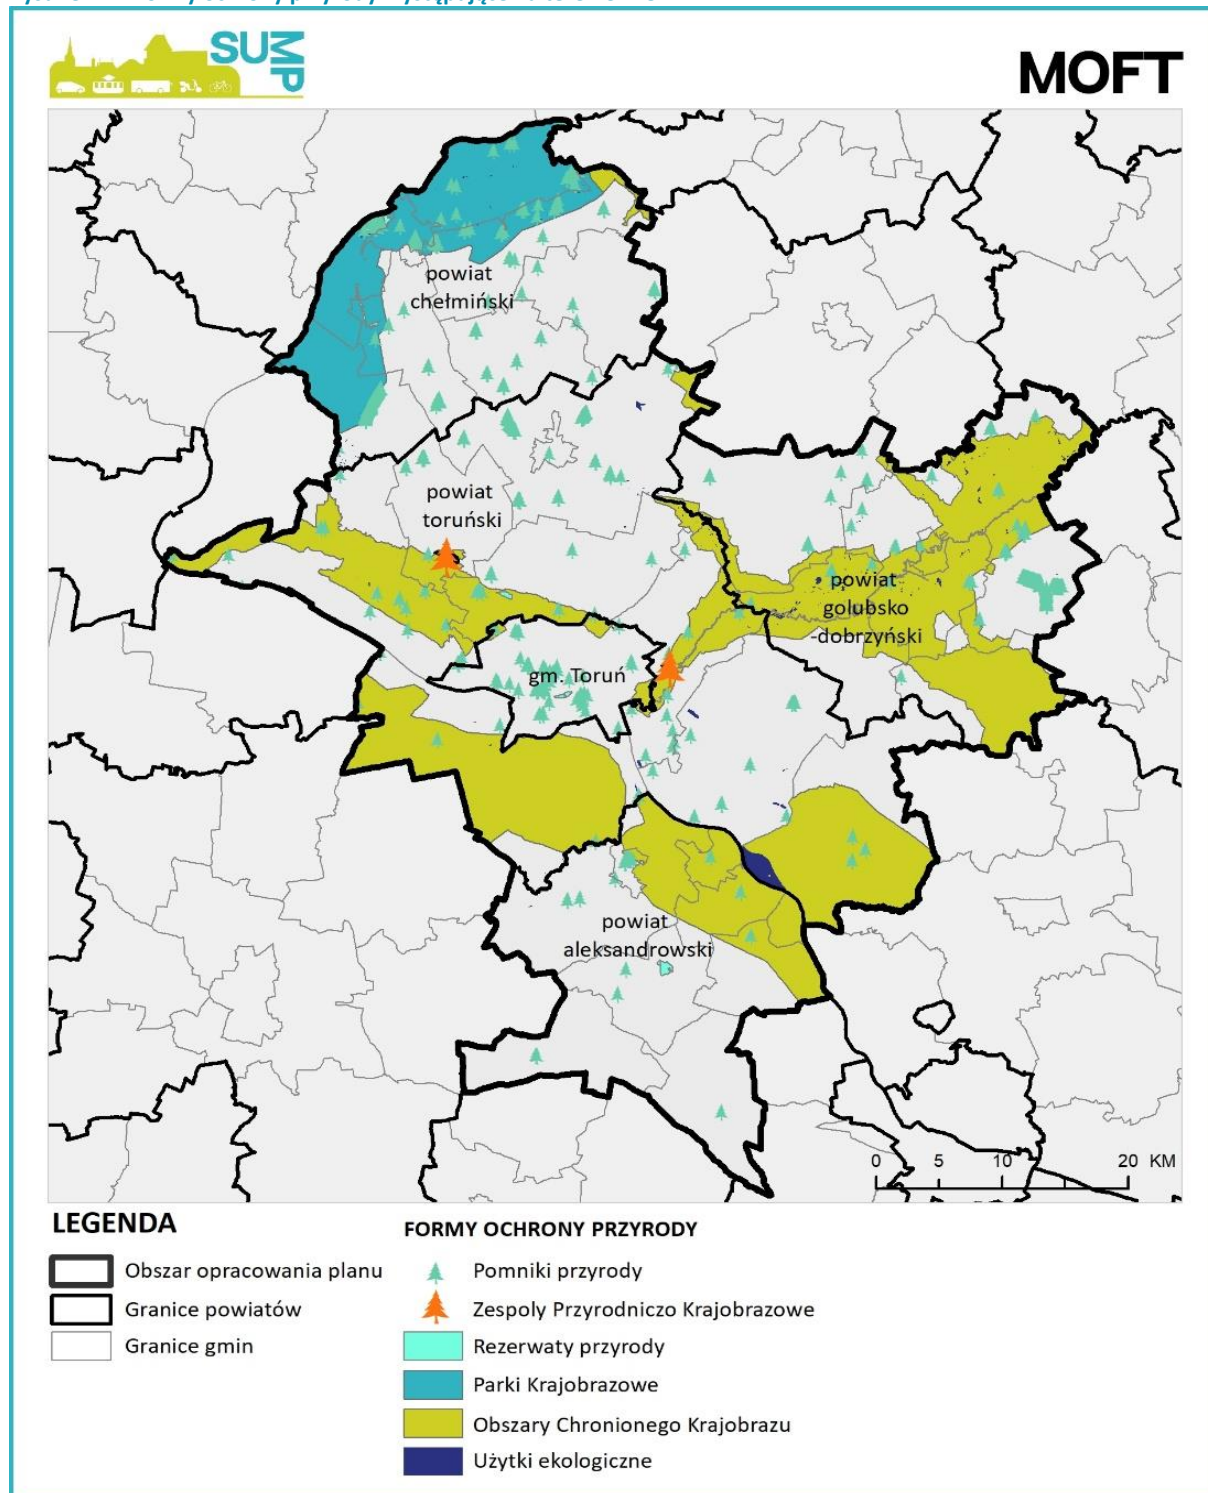 SUMP
MOFT
powiat
chełmiński
powiat
toruński
powiat
golubsko
-dobrzyński
gm. Toruń
powiat
aleksandrowski
0 5 10 20 KM
LEGENDA
Obszar opracowania planu
Granice powiatów
Granice gmin
FORMY OCHRONY PRZYRODY
Pomniki przyrody
Zespoly Przyrodniczo Krajobrazowe
Rezerwaty przyrody
Parki Krajobrazowe
Obszary Chronionego Krajobrazu
Użytki ekologiczne